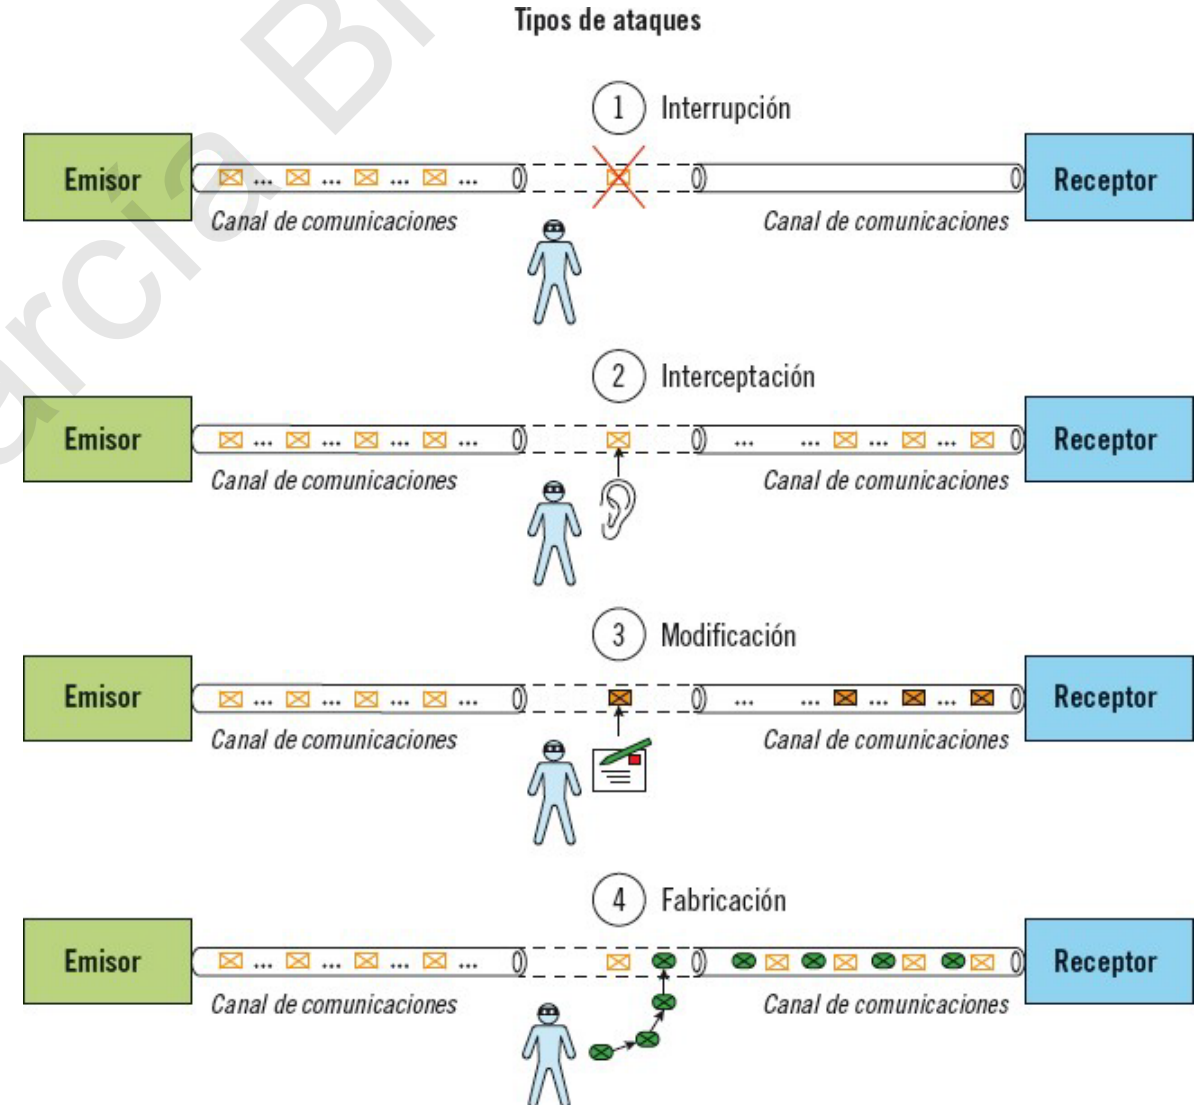 Tipos de ataques
1 Interrupción
Emisor ... ... ... ... Receptor
Canal de comunicaciones Canal de comunicaciones
2 Interceptación
Emisor ... ... ... ... ... ... ... ... Receptor
Canal de comunicaciones Canal de comunicaciones
3 Modificación
Emisor ... ... ... ... ... ... ... ... Receptor
Canal de comunicaciones Canal de comunicaciones
4 Fabricación
Emisor ... ... ... ... Receptor
Canal de comunicaciones Canal de comunicaciones